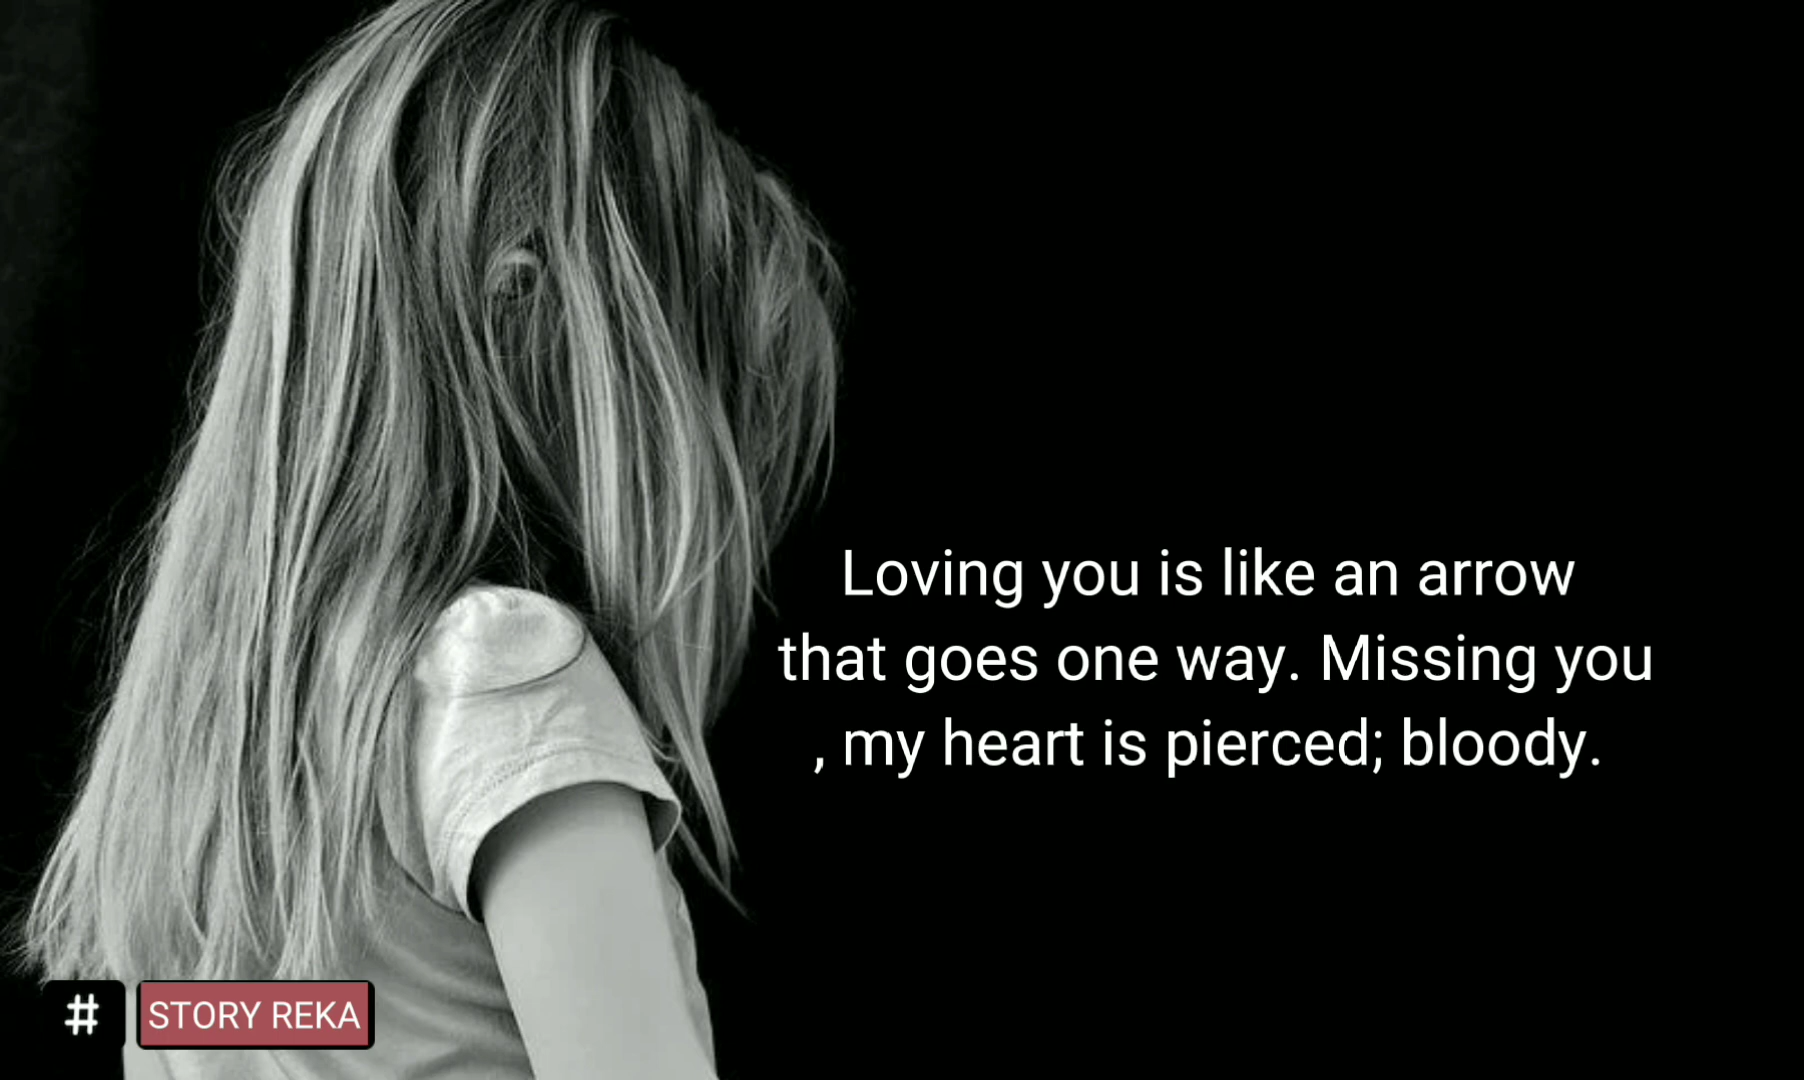 Loving you is like an arrow
that goes one way. Missing you
, my heart is pierced; bloody.
# STORY REKA